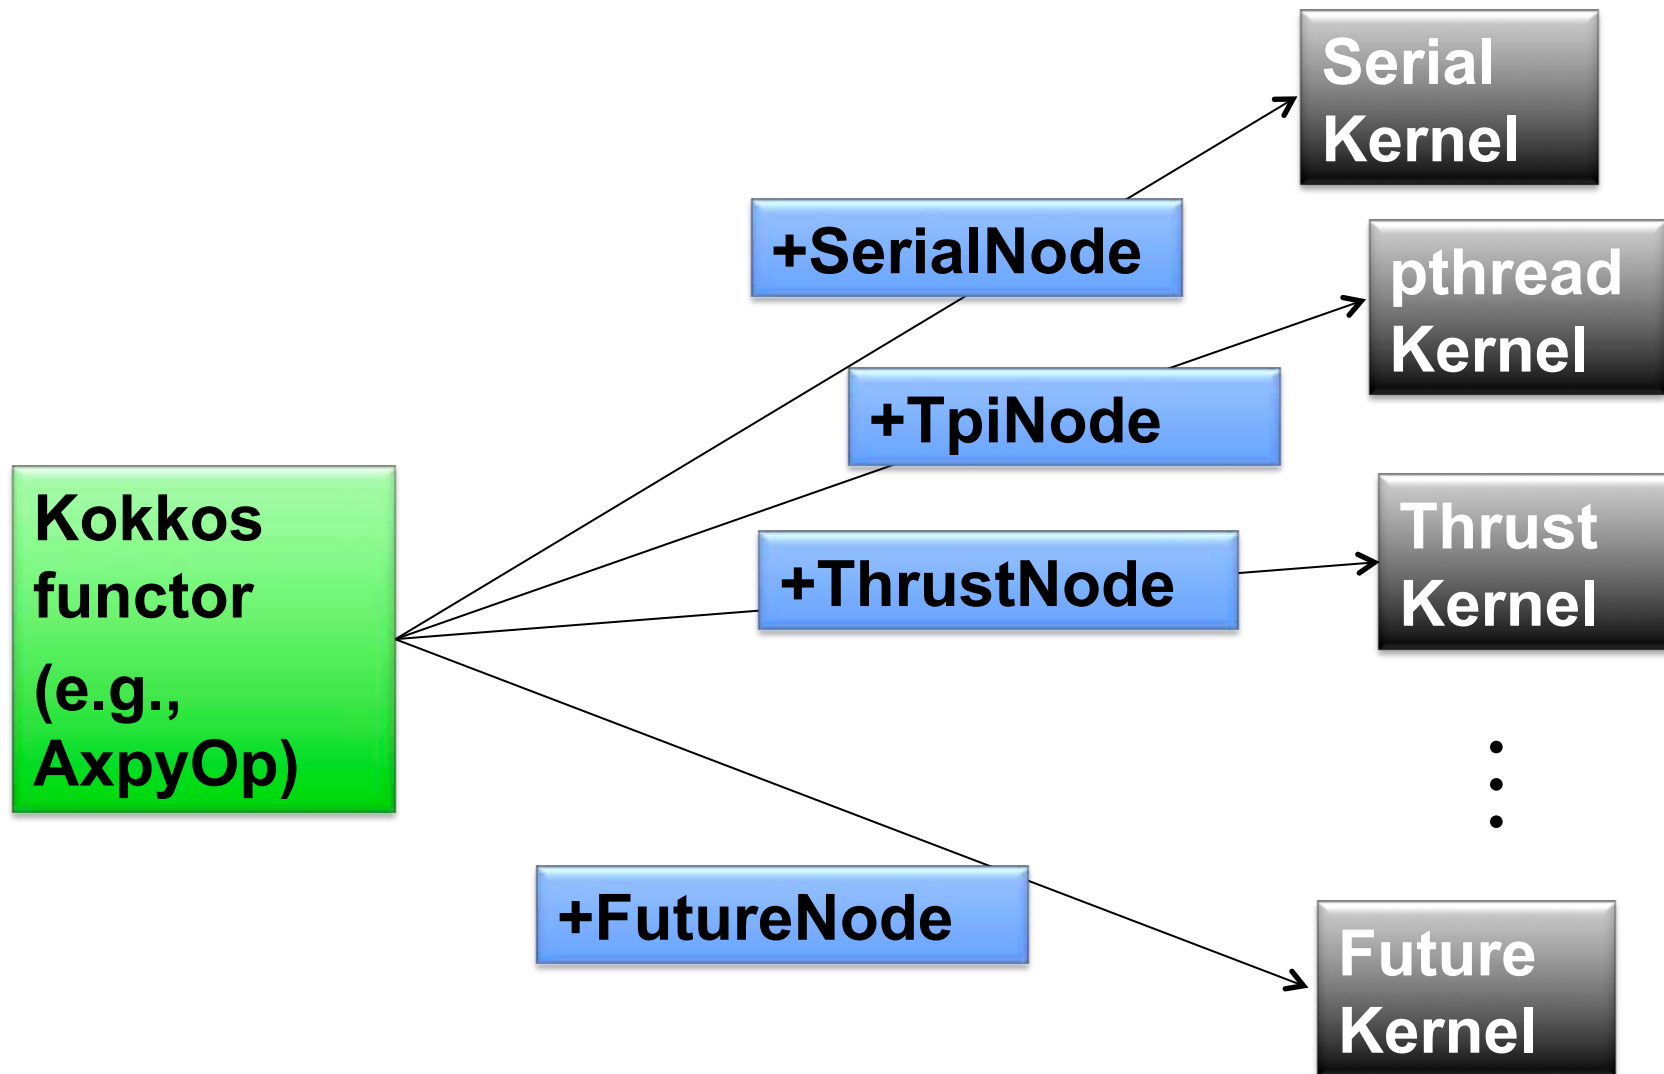 Serial
Kernel
+SerialNode
pthread
Kernel
+TpiNode
Kokkos
functor
(e.g.,
AxpyOp)
Thrust
Kernel
+ThrustNode
+FutureNode
Future
Kernel